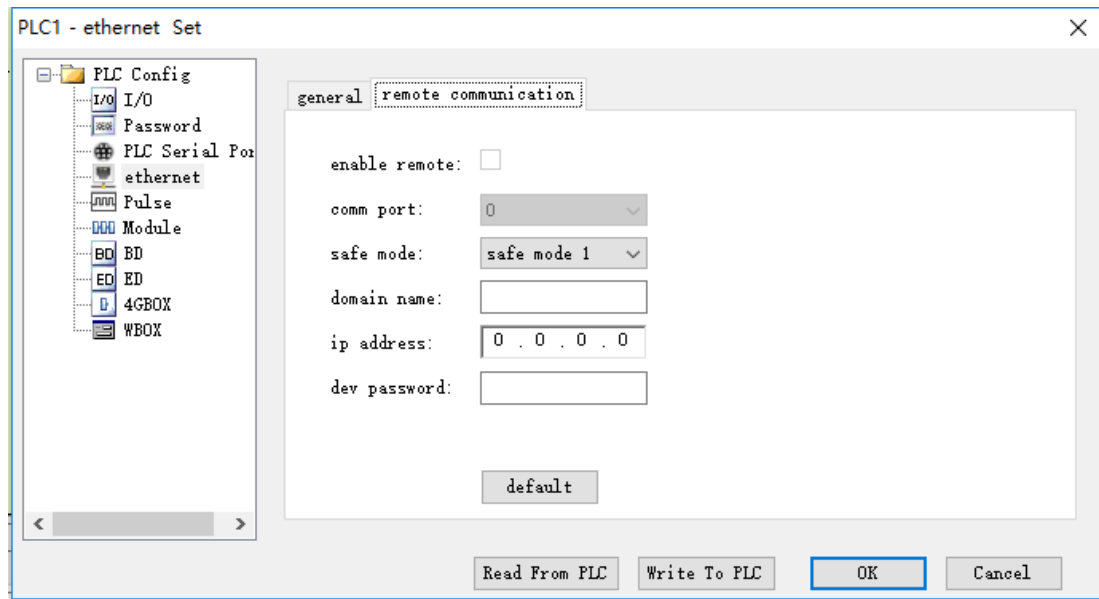 PLC1 - ethernet Set
PLC Config
I/O I/O
Password
PLC Serial Por
ethernet
Pulse
Module
BD BD
ED ED
4GBOX
WBOX
general remote communication
enable remote:
comm port: 0
safe mode: safe mode 1
domain name:
ip address: 0 . 0 . 0 . 0
dev password:
default
Read From PLC Write To PLC OK Cancel